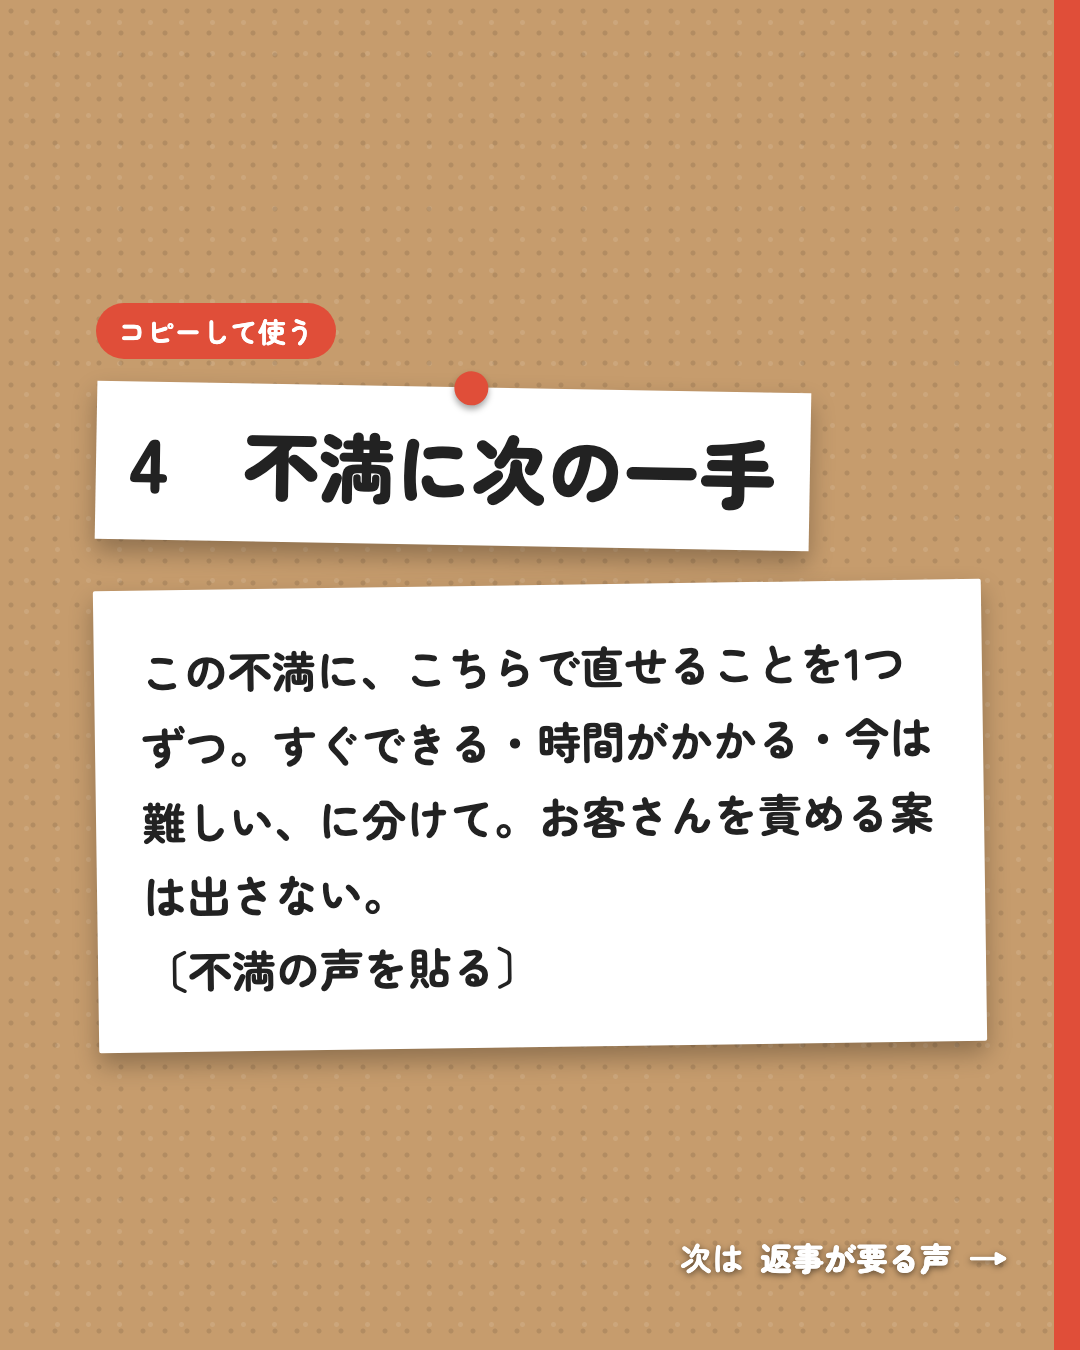 コピーして使う
4　不満に次の一手
この不満に、こちらで直せることを1つ
ずつ。すぐできる・時間がかかる・今は
難しい、に分けて。お客さんを責める案
は出さない。
〔不満の声を貼る〕
次は 返事が要る声 →